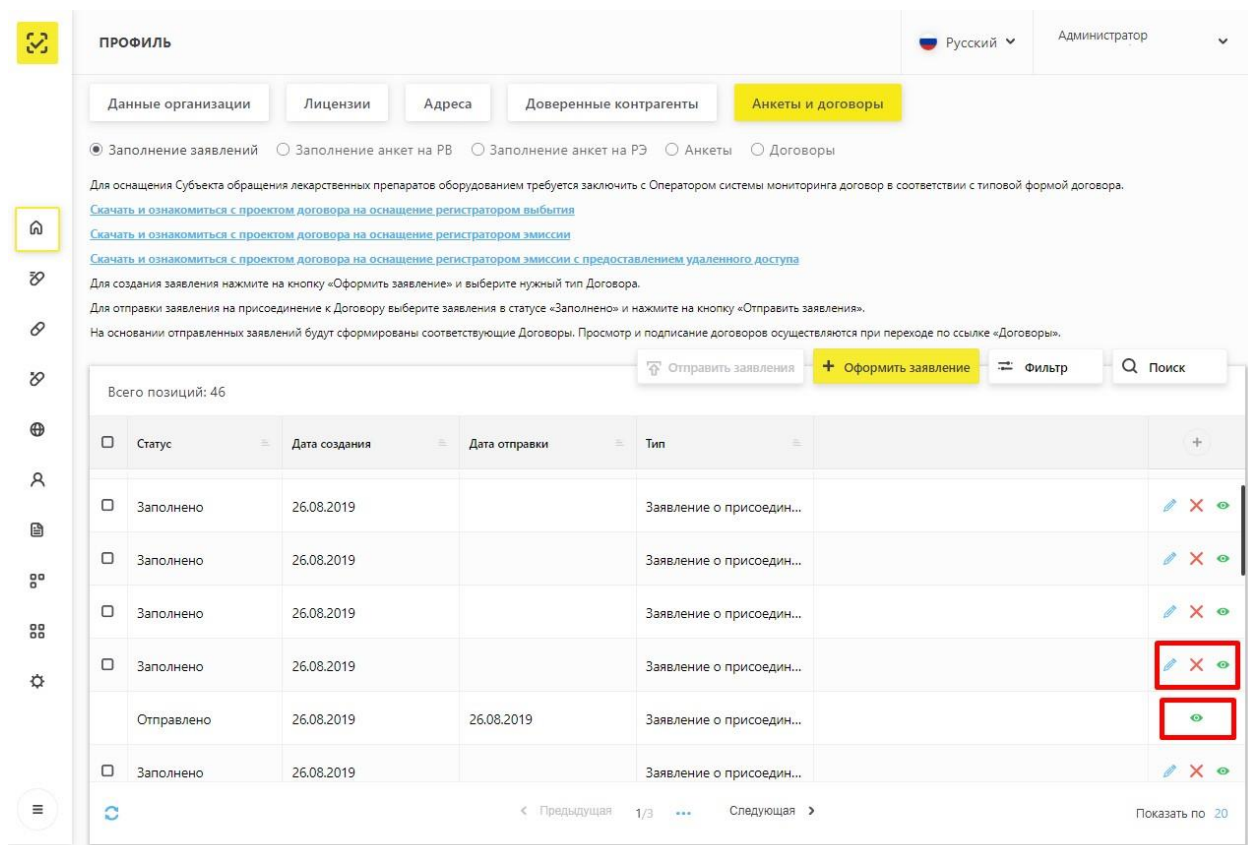 ПРОФИЛЬ
Русский
Администратор
Данные организации
Лицензии
Адреса
Доверенные контрагенты
Анкеты и договоры
Заполнение заявлений
Заполнение анкет на РВ
Заполнение анкет на РЭ
Анкеты
Договоры
Для оснащения Субъекта обращения лекарственных препаратов оборудованием требуется заключить с Оператором системы мониторинга договор в соответствии с типовой формой договора.
Скачать и ознакомиться с проектом договора на оснащение регистратором выбытия
Скачать и ознакомиться с проектом договора на оснащение регистратором эмиссии
Скачать и ознакомиться с проектом договора на оснащение регистратором эмиссии с предоставлением удаленного доступа
Для создания заявления нажмите на кнопку «Оформить заявление» и выберите нужный тип Договора.
Для отправки заявления на присоединение к Договору выберите заявления в статусе «Заполнено» и нажмите на кнопку «Отправить заявления».
На основании отправленных заявлений будут сформированы соответствующие Договоры. Просмотр и подписание договоров осуществляются при переходе по ссылке «Договоры».
Отправить заявления
+ Оформить заявление
Фильтр
Поиск
Всего позиций: 46
Статус Дата создания Дата отправки Тип
Заполнено 26.08.2019 Заявление о присоедин...
Заполнено 26.08.2019 Заявление о присоедин...
Заполнено 26.08.2019 Заявление о присоедин...
Заполнено 26.08.2019 Заявление о присоедин...
Отправлено 26.08.2019 26.08.2019 Заявление о присоедин...
Заполнено 26.08.2019 Заявление о присоедин...
< Предыдущая 1/3 ... Следующая >
Показать по 20